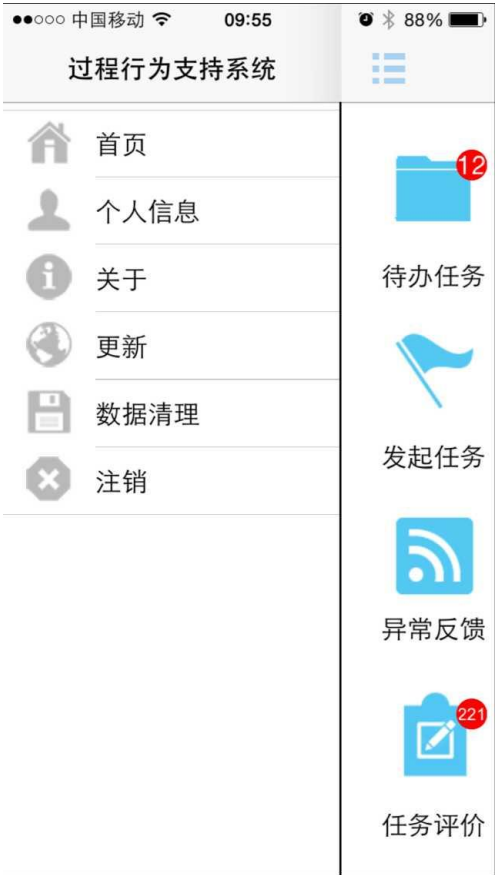 中国移动 09:55 88%
过程行为支持系统
首页
个人信息
关于
更新
数据清理
注销
12
待办任务
发起任务
异常反馈
221
任务评价